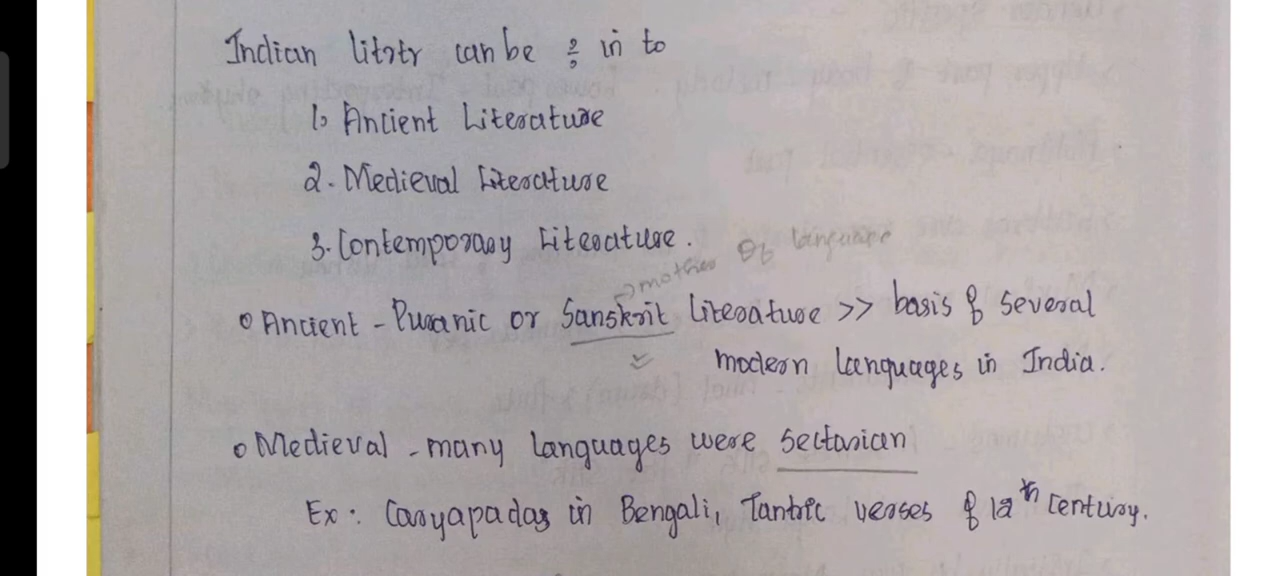 Indian litrtr can be ÷ in to
1. Ancient Literature
2. Medieval Literature
3. Contemporary Literature.
→ mother of language
Ancient - Puranic or Sanskrit Literature >> basis of several
modern languages in India.
Medieval - many languages were sectarian
Ex: Caryapadas in Bengali, Tantric verses of 12th century.